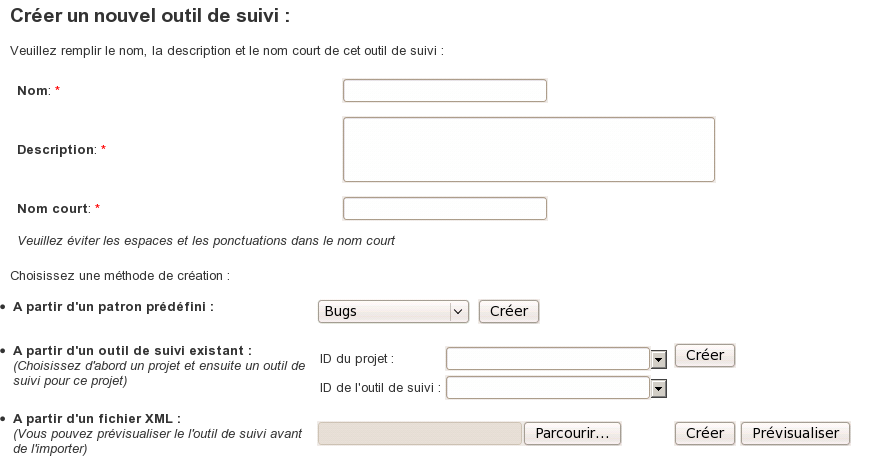 Créer un nouvel outil de suivi :
Veuillez remplir le nom, la description et le nom court de cet outil de suivi :
Nom: *
Description: *
Nom court: *
Veuillez éviter les espaces et les ponctuations dans le nom court
Choisissez une méthode de création :
• A partir d'un patron prédéfini :
Bugs Créer
• A partir d'un outil de suivi existant :
(Choisissez d'abord un projet et ensuite un outil de
suivi pour ce projet)
ID du projet : Créer
ID de l'outil de suivi :
• A partir d'un fichier XML :
(Vous pouvez prévisualiser le l'outil de suivi avant
de l'importer)
Parcourir... Créer Prévisualiser